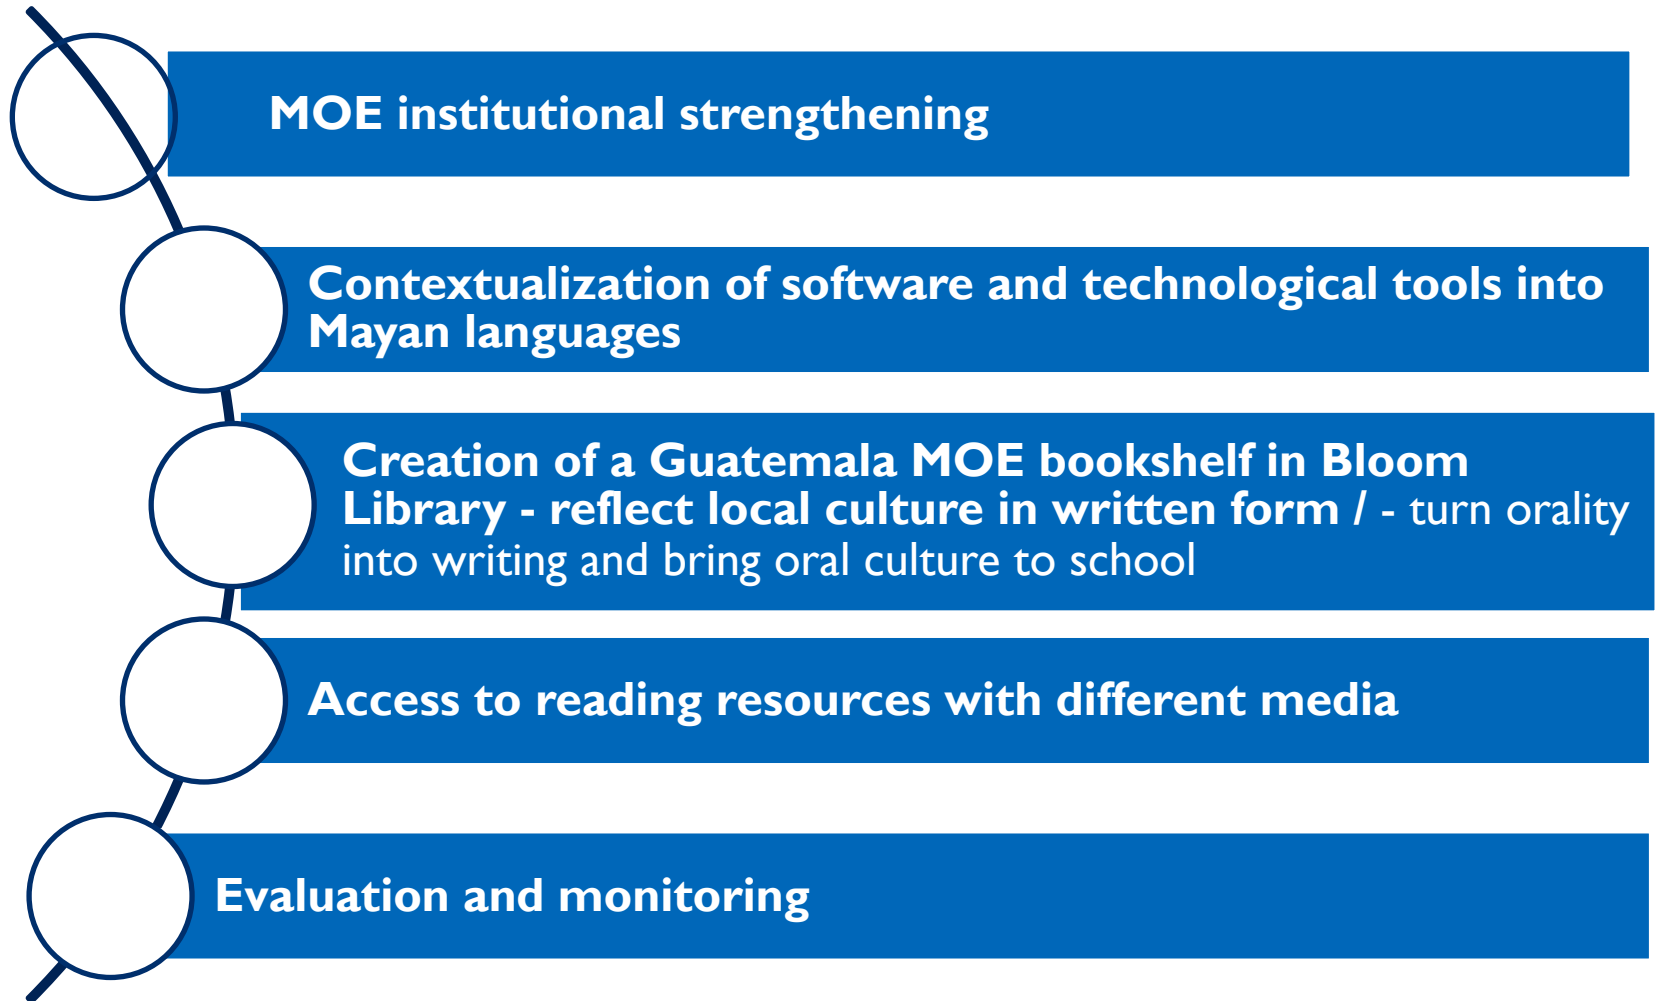 MOE institutional strengthening
Contextualization of software and technological tools into
Mayan languages
Creation of a Guatemala MOE bookshelf in Bloom
Library - reflect local culture in written form / - turn orality
into writing and bring oral culture to school
Access to reading resources with different media
Evaluation and monitoring